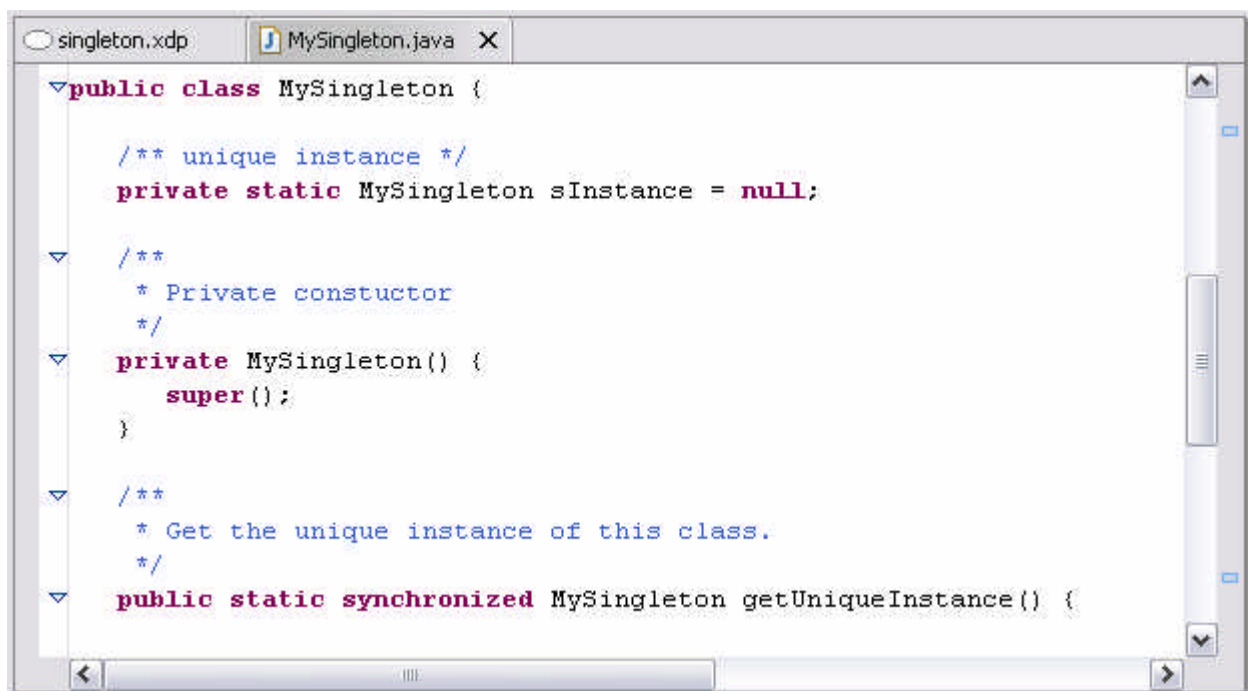 singleton.xdp MySingleton.java
public class MySingleton {
/** unique instance */
private static MySingleton sInstance = null;
/**
* Private constuctor
*/
private MySingleton() {
super();
}
/**
* Get the unique instance of this class.
*/
public static synchronized MySingleton getUniqueInstance() {